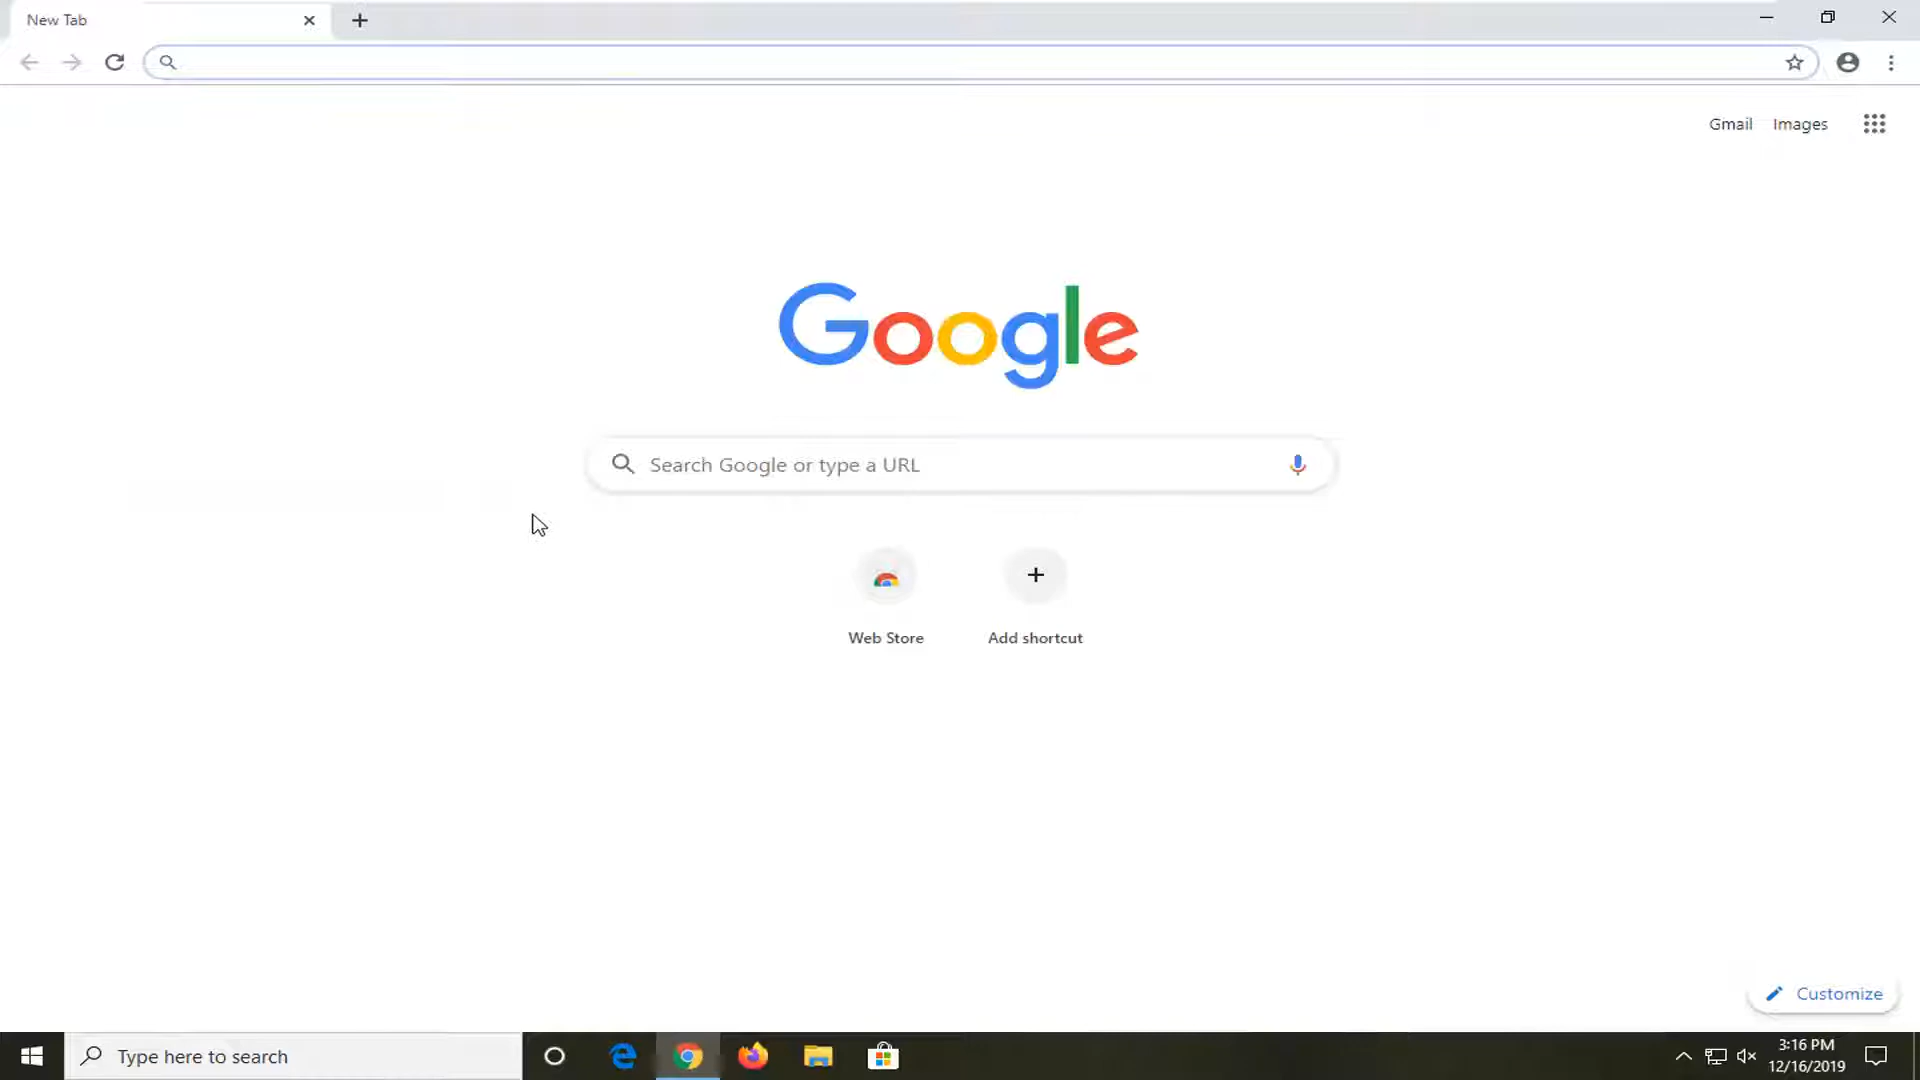 New Tab
Gmail Images
Google
Search Google or type a URL
Web Store Add shortcut
Customize
Type here to search
3:16 PM
12/16/2019